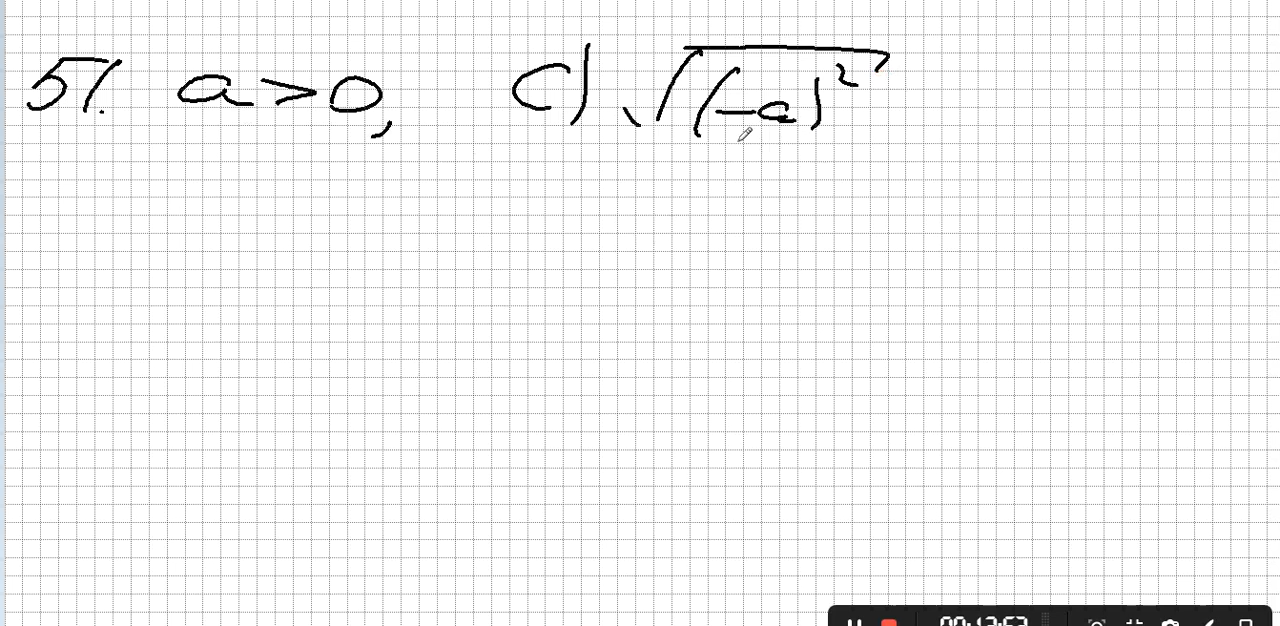 51. a > 0, c) √(-a)²